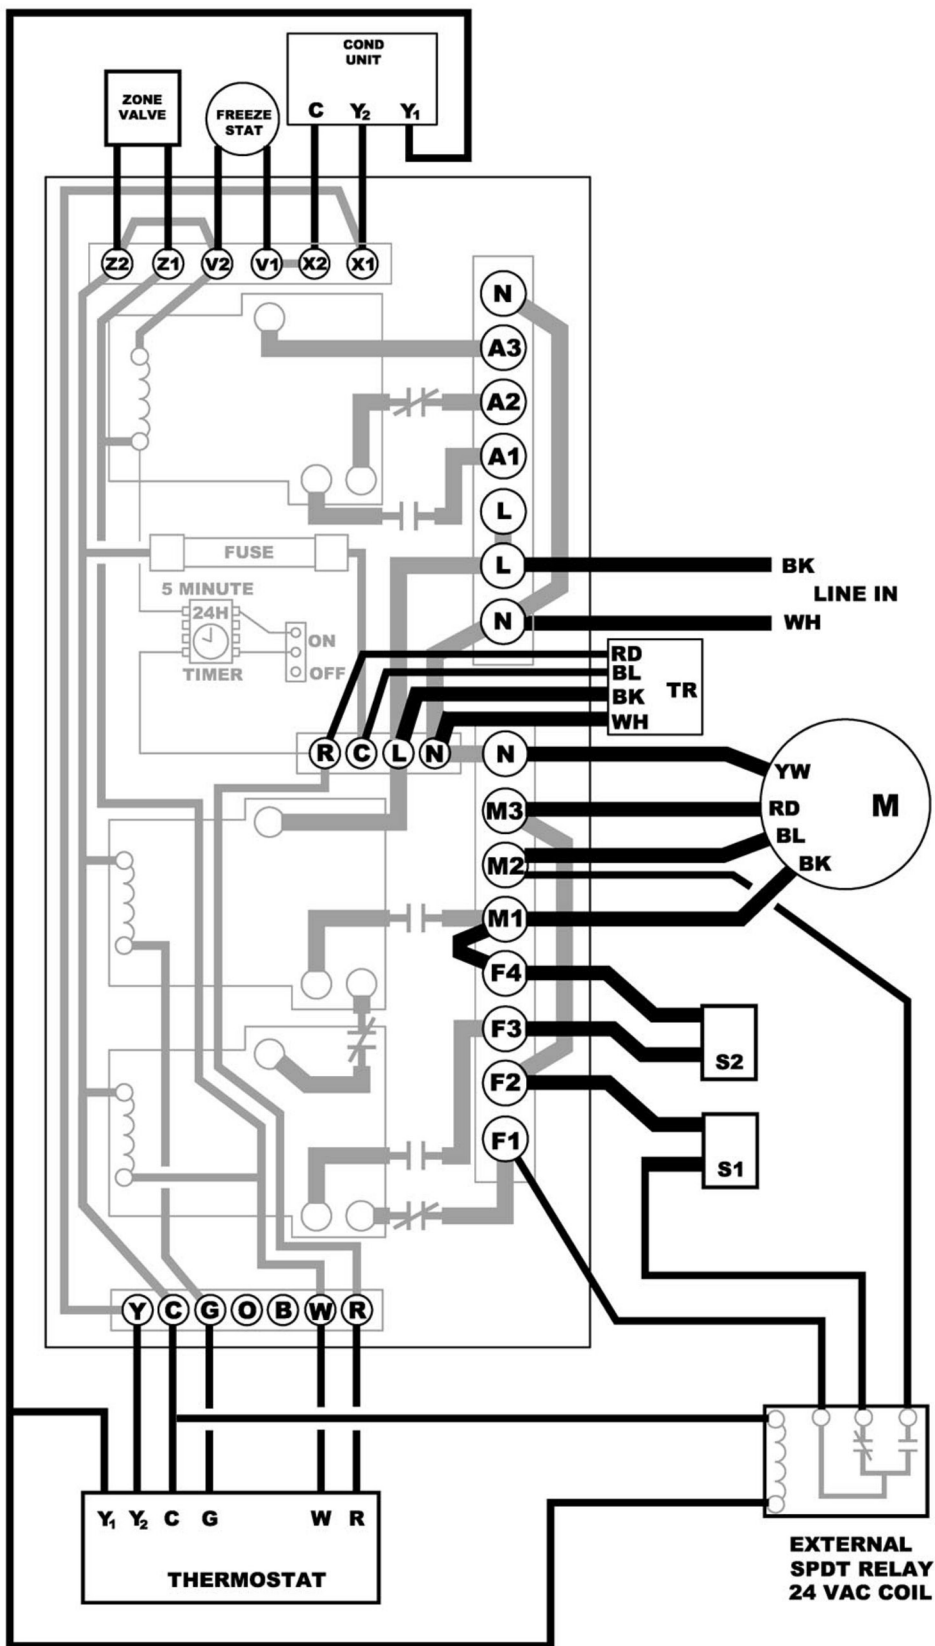 COND
UNIT
C Y2 Y1
ZONE
VALVE
FREEZE
STAT
Z2 Z1 V2 V1 X2 X1
N
A3
A2
A1
L
L
BK
LINE IN
N
WH
FUSE
5 MINUTE
24H
ON
OFF
TIMER
RD
BL
BK
WH
TR
R C L N
N
M3
M2
M1
F4
F3
F2
F1
YW
RD
BL
BK
M
S2
S1
Y C G O B W R
Y1 Y2 C G W R
THERMOSTAT
EXTERNAL
SPDT RELAY
24 VAC COIL